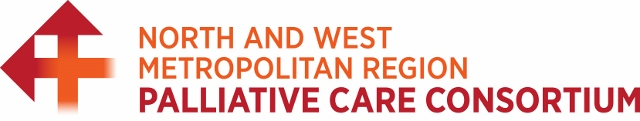 NORTH AND WEST
METROPOLITAN REGION
PALLIATIVE CARE CONSORTIUM